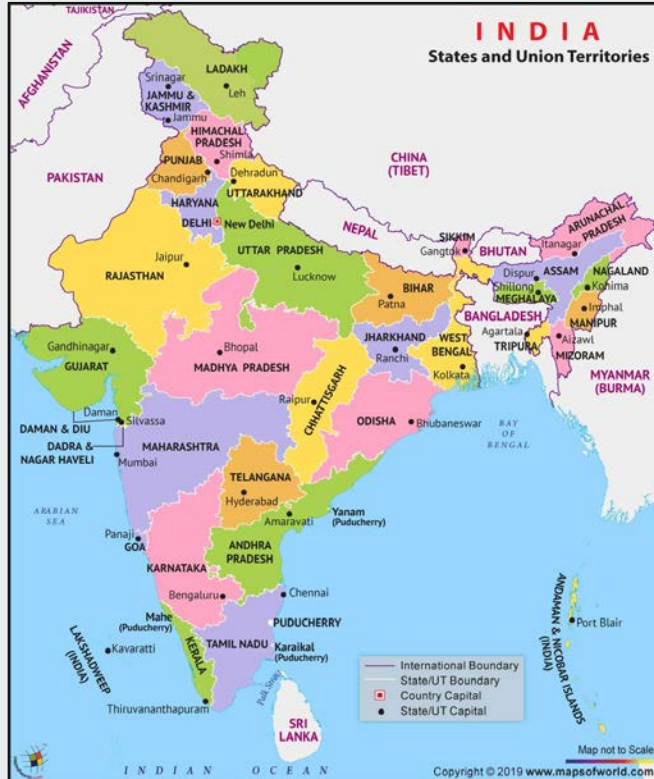 INDIA
States and Union Territories
TAJIKISTAN
AFGHANISTAN
LADAKH
Srinagar
Leh
JAMMU &
KASHMIR
Jammu
HIMACHAL
PRADESH
Shimla
PUNJAB
Chandigarh
Dehradun
UTTARAKHAND
PAKISTAN
CHINA
(TIBET)
HARYANA
DELHI
New Delhi
NEPAL
SIKKIM
Gangtok
BHUTAN
ARUNACHAL
PRADESH
Itanagar
Jaipur
RAJASTHAN
UTTAR PRADESH
Lucknow
BIHAR
Patna
Dispur
ASSAM
NAGALAND
Kohima
Shillong
MEGHALAYA
Imphal
MANIPUR
BANGLADESH
Agartala
TRIPURA
Aizawl
MIZORAM
MYANMAR
(BURMA)
Gandhinagar
GUJARAT
Bhopal
MADHYA PRADESH
JHARKHAND
Ranchi
WEST
BENGAL
Kolkata
CHHATTISGARH
Raipur
ODISHA
Bhubaneswar
BAY
OF
BENGAL
Daman
Silvassa
DAMAN & DIU
DADRA &
NAGAR HAVELI
MAHARASHTRA
Mumbai
TELANGANA
Hyderabad
Amaravati
Yanam
(Puducherry)
ARABIAN
SEA
Panaji
GOA
KARNATAKA
ANDHRA
PRADESH
Bengaluru
Chennai
Mahe
(Puducherry)
PUDUCHERRY
LAKSHADWEEP
(INDIA)
Kavaratti
KERALA
TAMIL NADU
Karaikal
(Puducherry)
Thiruvananthapuram
Palk Strait
SRI
LANKA
ANDAMAN & NICOBAR ISLANDS
(INDIA)
Port Blair
International Boundary
State/UT Boundary
Country Capital
State/UT Capital
INDIAN OCEAN
Map not to Scale
Copyright © 2019 www.mapsofworld.com